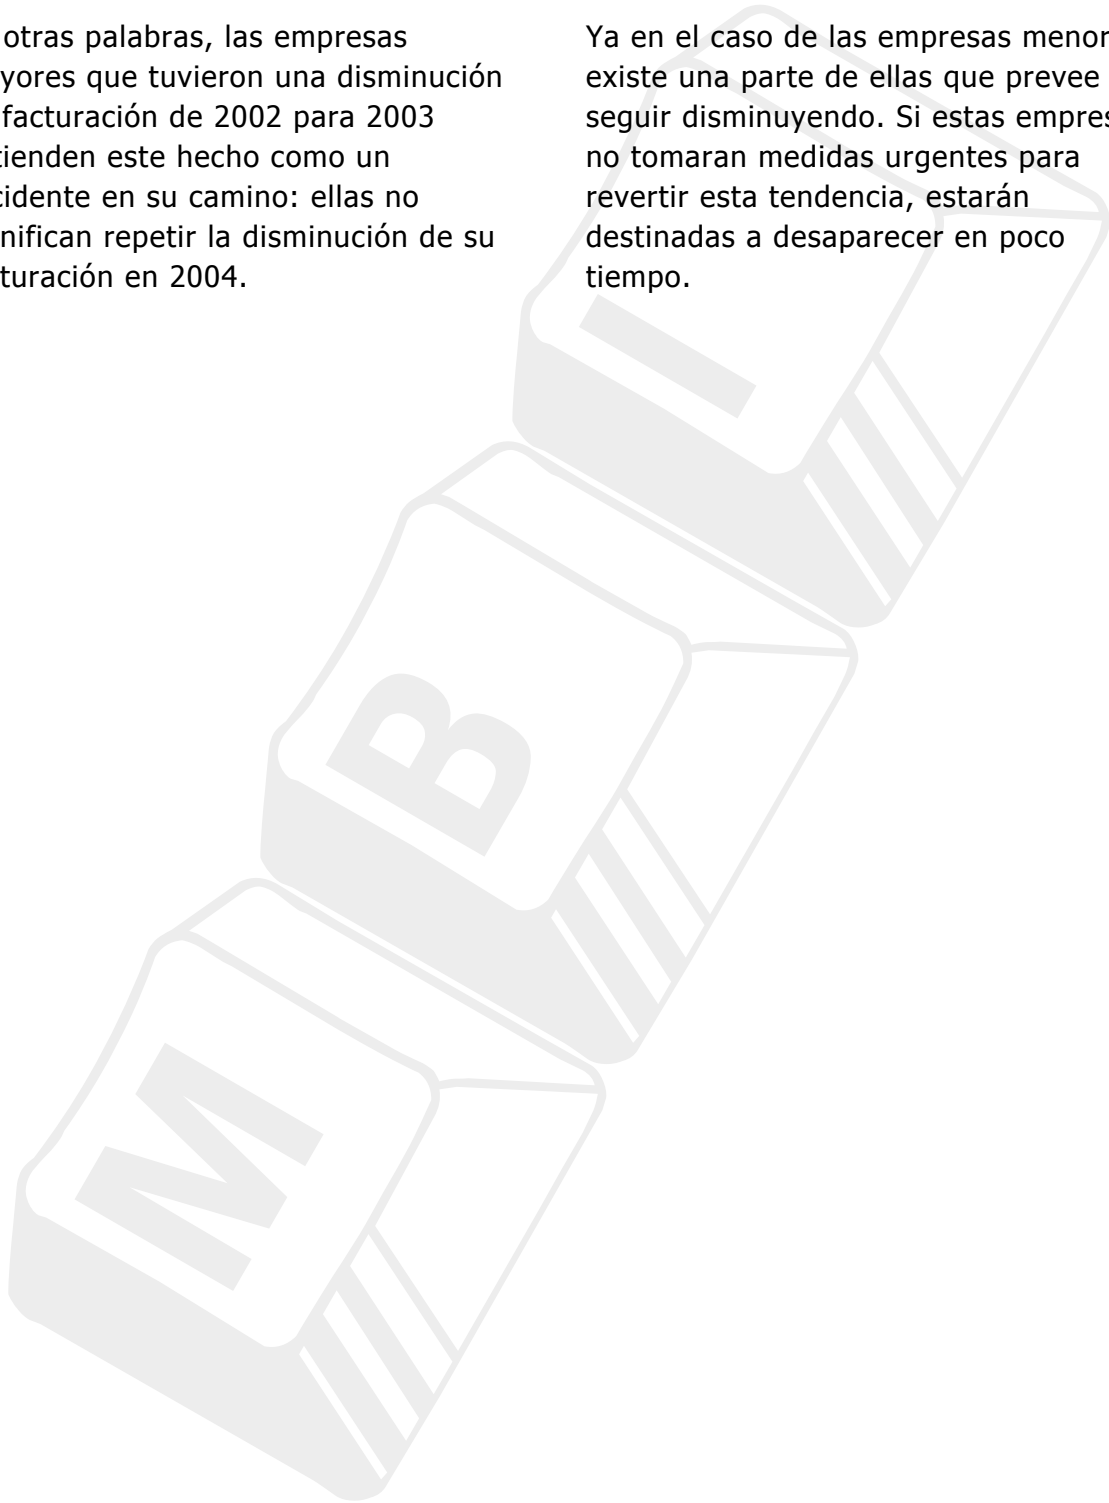 otras palabras, las empresas
yores que tuvieron una disminución
facturación de 2002 para 2003
tienden este hecho como un
cidente en su camino: ellas no
nifican repetir la disminución de su
turación en 2004.
Ya en el caso de las empresas menor
existe una parte de ellas que prevee
seguir disminuyendo. Si estas empres
no tomaran medidas urgentes para
revertir esta tendencia, estarán
destinadas a desaparecer en poco
tiempo.
M B I